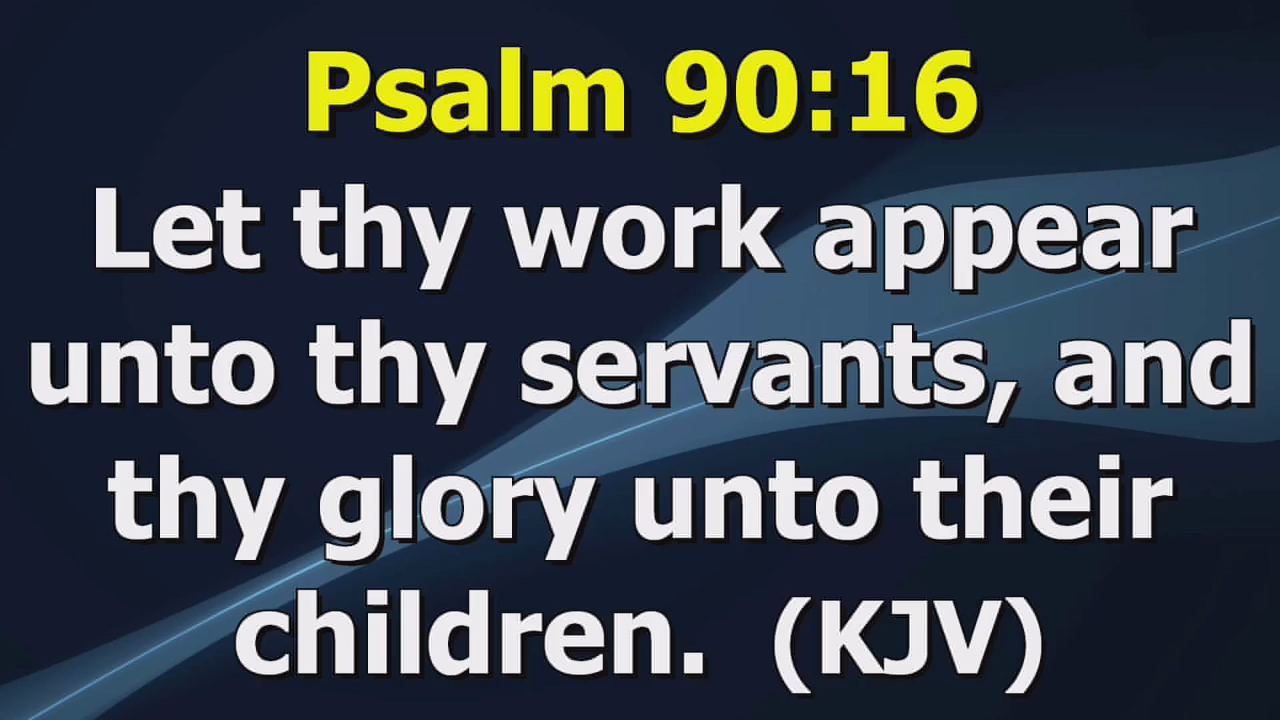 Psalm 90:16
Let thy work appear
unto thy servants, and
thy glory unto their
children.  (KJV)